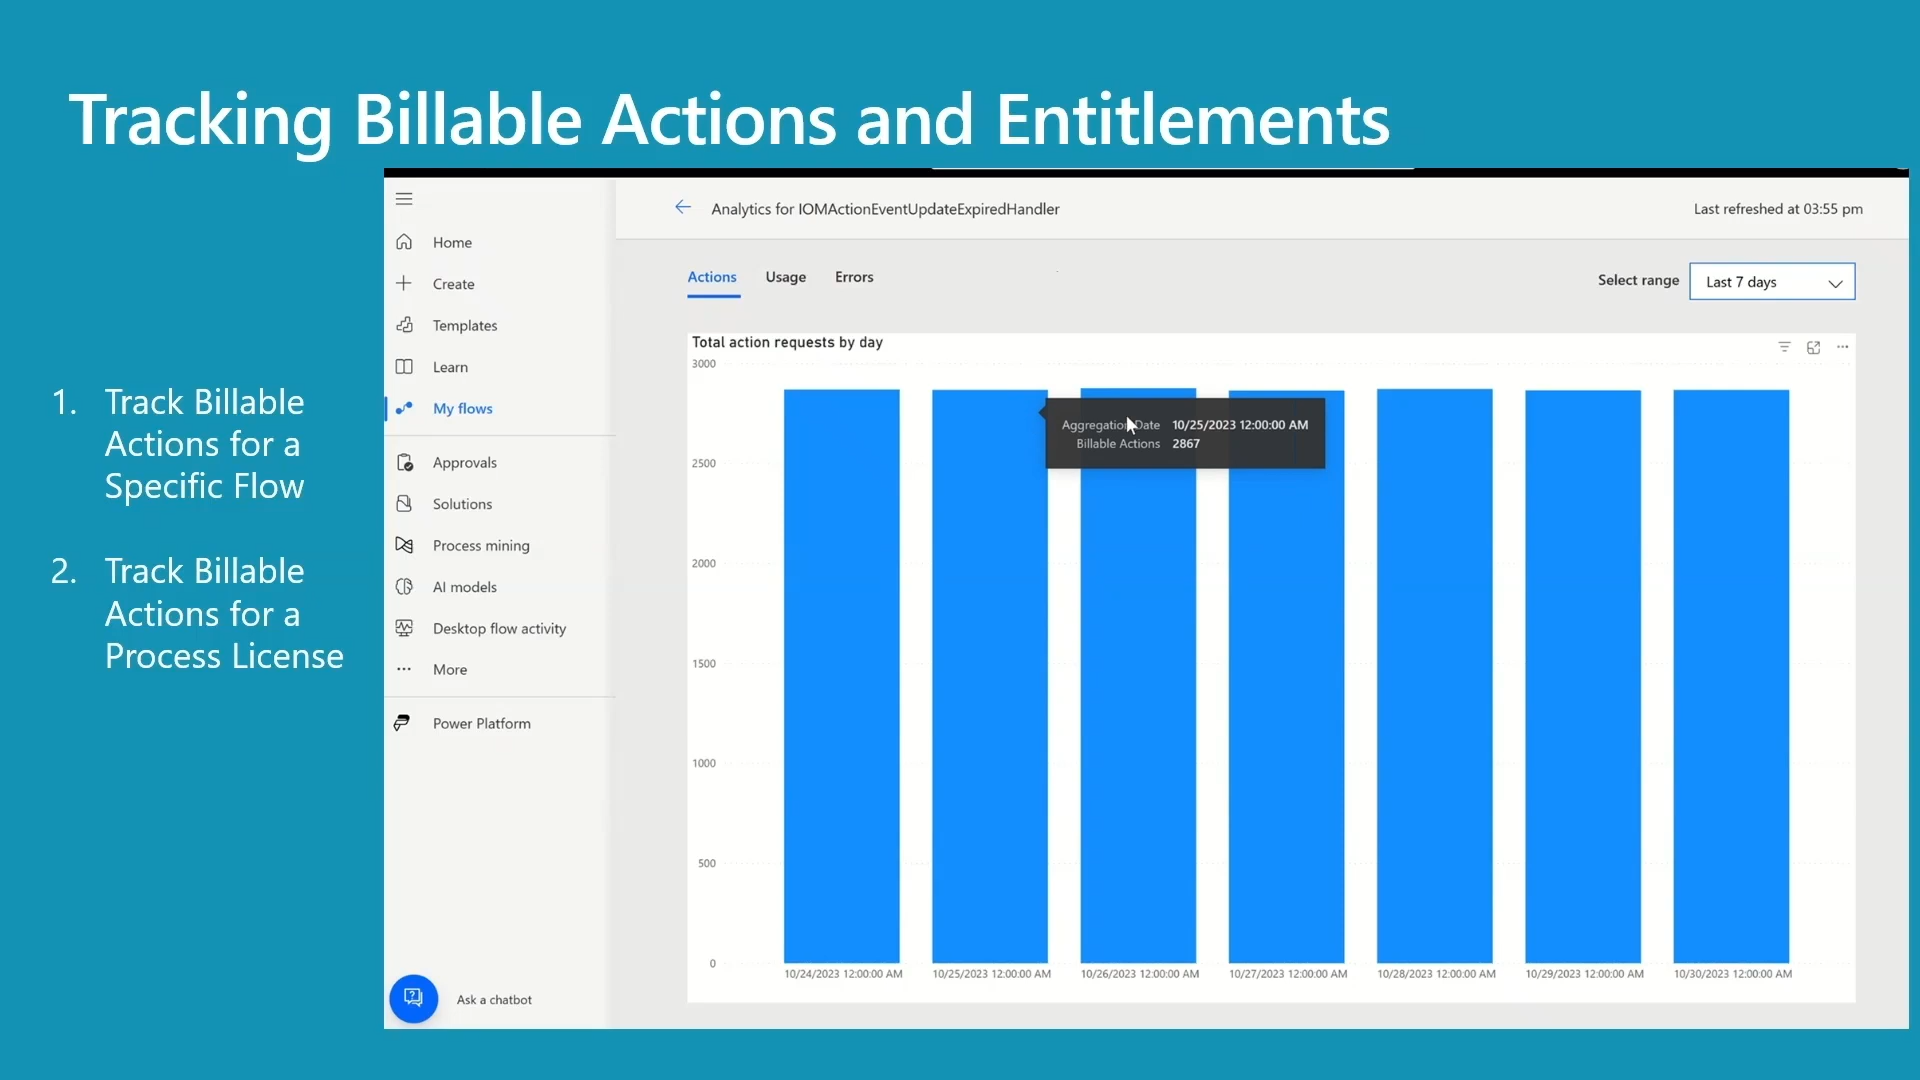 Tracking Billable Actions and Entitlements
1. Track Billable
Actions for a
Specific Flow
2. Track Billable
Actions for a
Process License
Home
Create
Templates
Learn
My flows
Approvals
Solutions
Process mining
AI models
Desktop flow activity
More
Power Platform
Ask a chatbot
Analytics for IOMActionEventUpdateExpiredHandler
Last refreshed at 03:55 pm
Actions Usage Errors
Select range Last 7 days
Total action requests by day
3000
2500
2000
1500
1000
500
0
Aggregation Date 10/25/2023 12:00:00 AM
Billable Actions 2867
10/24/2023 12:00:00 AM 10/25/2023 12:00:00 AM 10/26/2023 12:00:00 AM 10/27/2023 12:00:00 AM 10/28/2023 12:00:00 AM 10/29/2023 12:00:00 AM 10/30/2023 12:00:00 AM